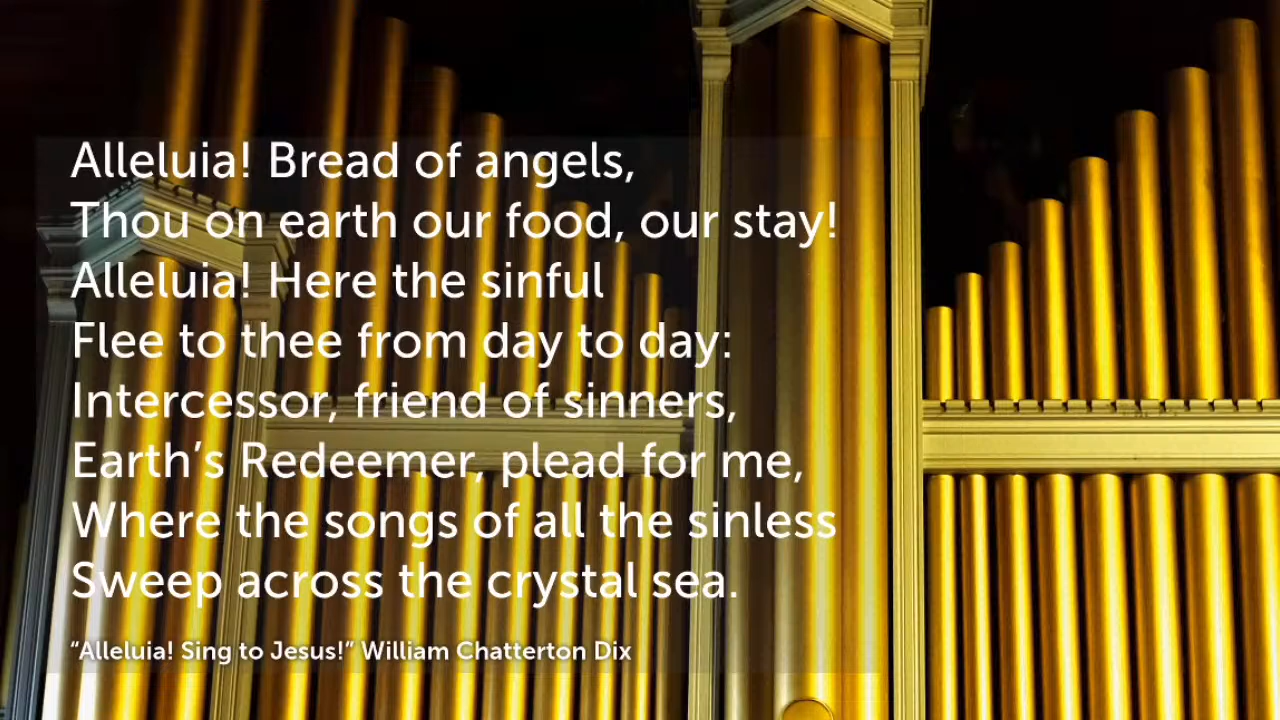 Alleluia! Bread of angels,
Thou on earth our food, our stay!
Alleluia! Here the sinful
Flee to thee from day to day:
Intercessor, friend of sinners,
Earth’s Redeemer, plead for me,
Where the songs of all the sinless
Sweep across the crystal sea.
“Alleluia! Sing to Jesus!” William Chatterton Dix